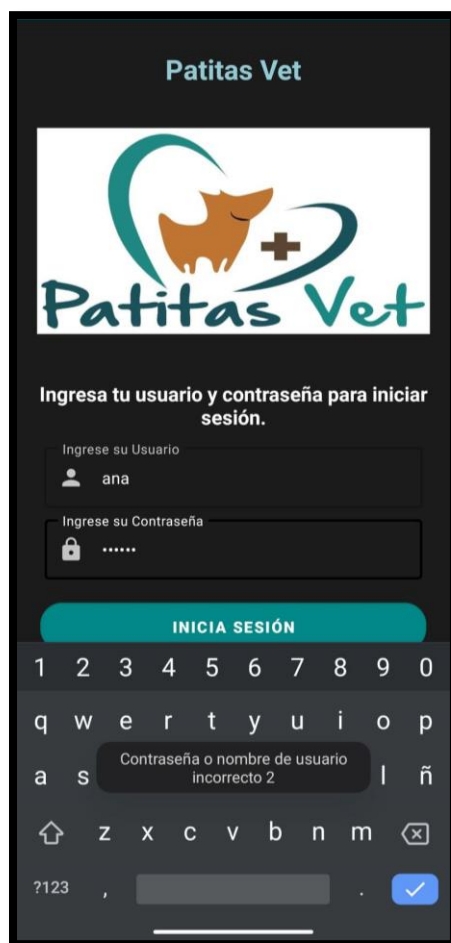 Patitas Vet
Patitas Vet
Ingresa tu usuario y contraseña para iniciar
sesión.
Ingrese su Usuario
ana
Ingrese su Contraseña
••••••
INICIA SESIÓN
1 2 3 4 5 6 7 8 9 0
q w e r t y u i o p
Contraseña o nombre de usuario
incorrecto 2
a s l ñ
z x c v b n m
?123 , .